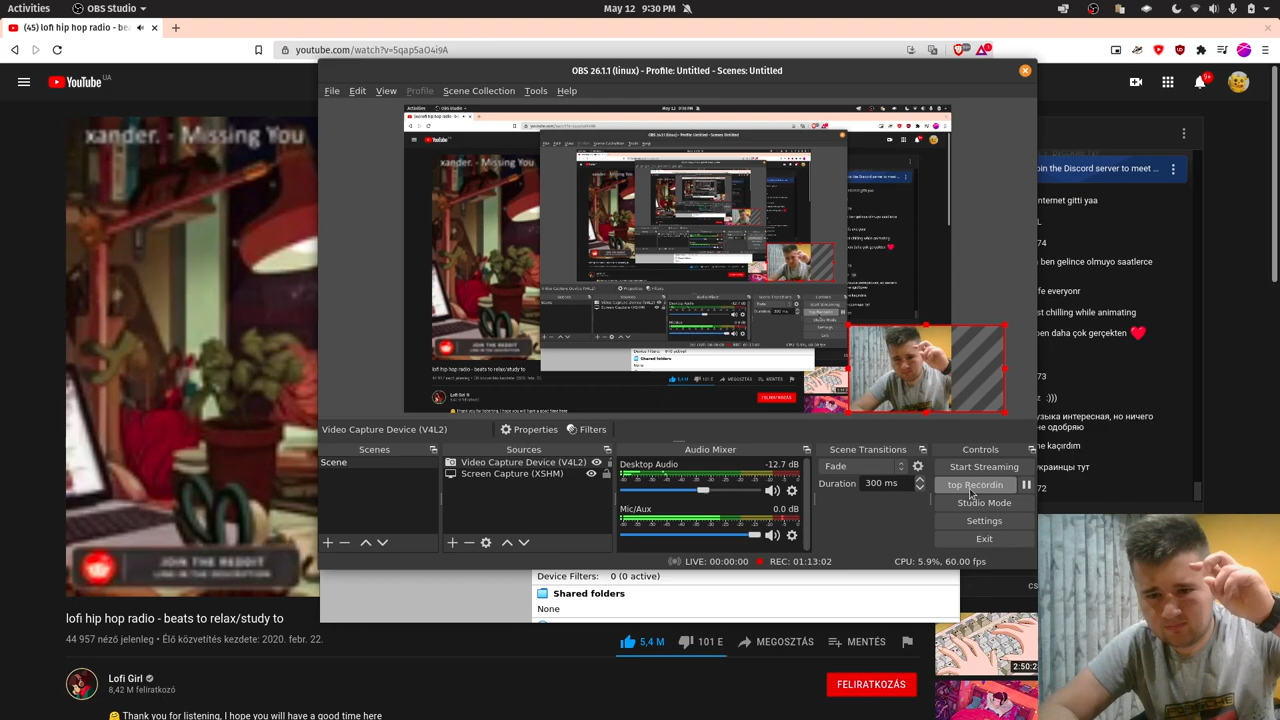 Activities
OBS Studio
May 12 9:30 PM
(45) lofi hip hop radio - bea
youtube.com/watch?v=5qap5aO4i9A
YouTube UA
9+
xander. - Missing You
JOIN THE REDDIT
OBS 26.1.1 (linux) - Profile: Untitled - Scenes: Untitled
File Edit View Profile Scene Collection Tools Help
Video Capture Device (V4L2)
Properties
Filters
Scenes
Scene
Sources
Video Capture Device (V4L2)
Screen Capture (XSHM)
Audio Mixer
Desktop Audio -12.7 dB
Mic/Aux 0.0 dB
Scene Transitions
Fade
Duration 300 ms
Controls
Start Streaming
top Recordin
Studio Mode
Settings
Exit
LIVE: 00:00:00
REC: 01:13:02
CPU: 5.9%, 60.00 fps
Device Filters: 0 (0 active)
Shared folders
None
oin the Discord server to meet ...
nternet gitti yaa
L
74
ben gelince olmuyo saatlerce
fe everyonr
st chilling while animating
en daha çok gerçekten
73
z :)))
узыка интересная, но ничего
не одобряю
ne kaçırdım
украинцы тут
72
CS
2:50:2
lofi hip hop radio - beats to relax/study to
44 957 néző jelenleg • Élő közvetítés kezdete: 2020. febr. 22.
5,4 M
101 E
MEGOSZTÁS
MENTÉS
Lofi Girl
8,42 M feliratkozó
FELIRATKOZÁS
Thank you for listening, I hope you will have a good time here